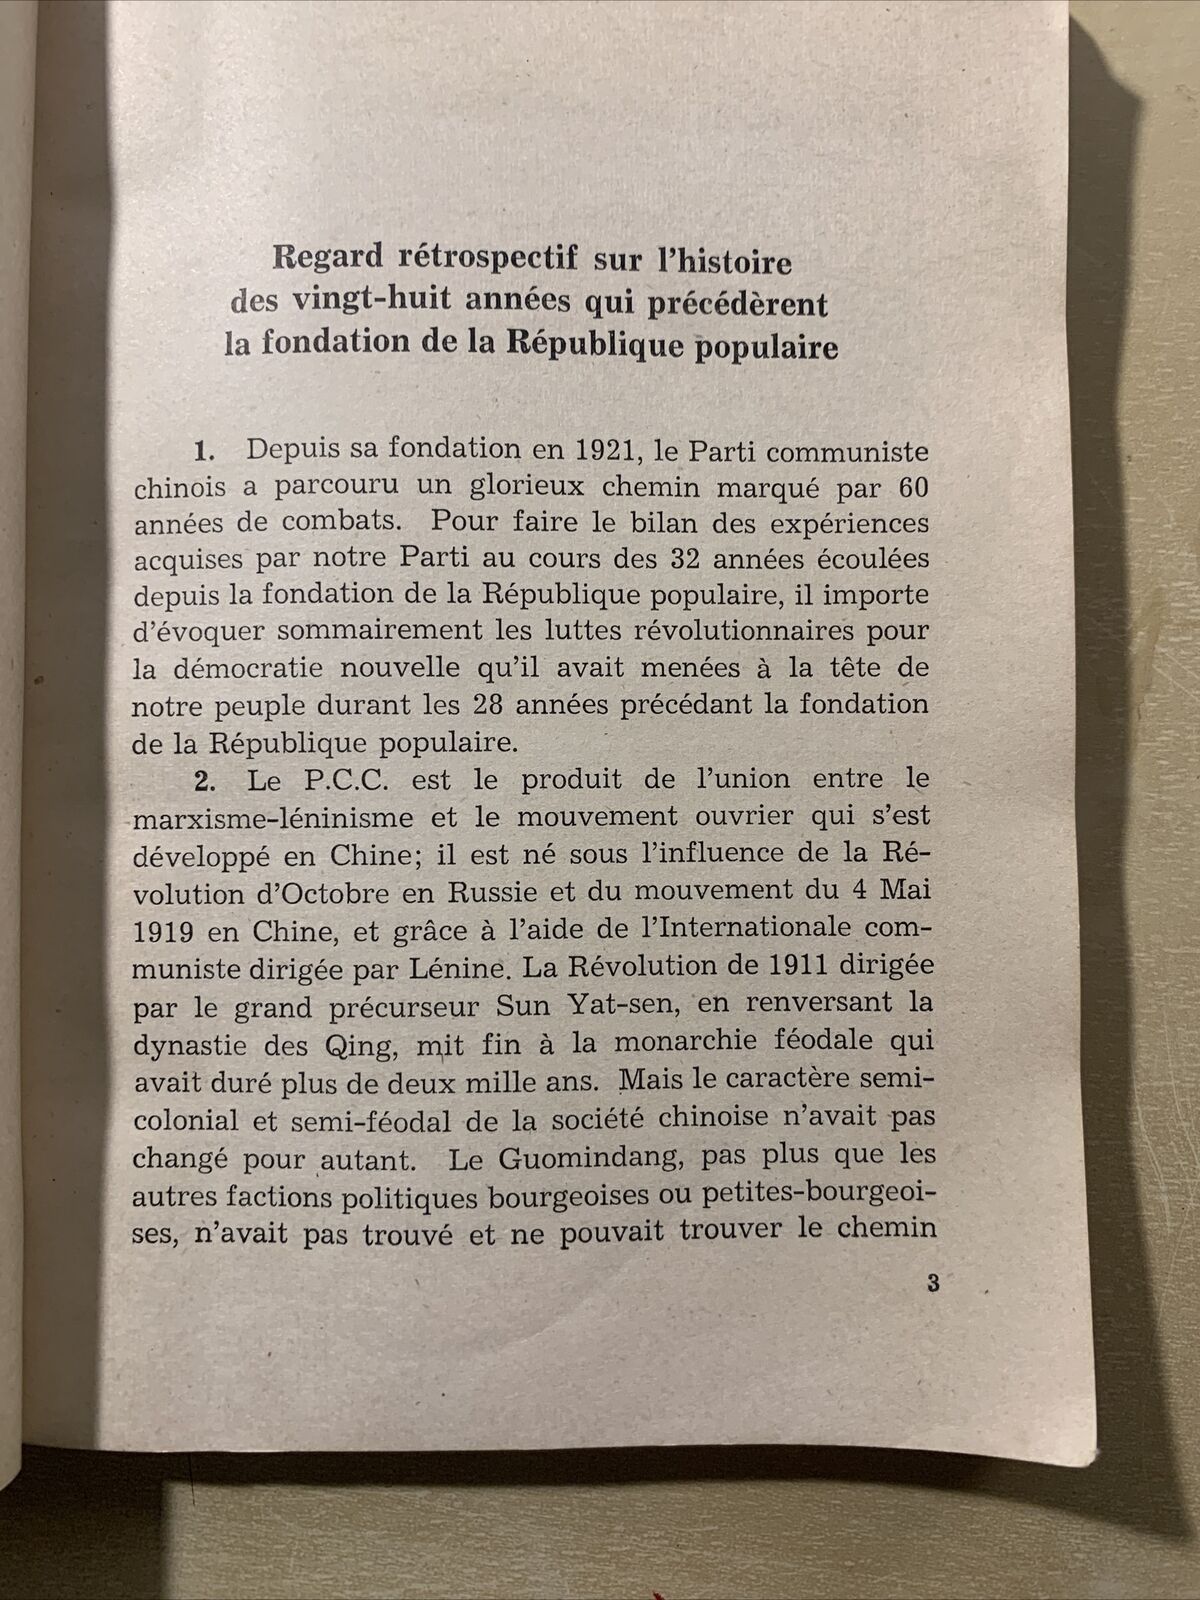 Regard rétrospectif sur l'histoire
des vingt-huit années qui précédèrent
la fondation de la République populaire
1. Depuis sa fondation en 1921, le Parti communiste
chinois a parcouru un glorieux chemin marqué par 60
années de combats. Pour faire le bilan des expériences
acquises par notre Parti au cours des 32 années écoulées
depuis la fondation de la République populaire, il importe
d'évoquer sommairement les luttes révolutionnaires pour
la démocratie nouvelle qu'il avait menées à la tête de
notre peuple durant les 28 années précédant la fondation
de la République populaire.
2. Le P.C.C. est le produit de l'union entre le
marxisme-léninisme et le mouvement ouvrier qui s'est
développé en Chine; il est né sous l'influence de la Ré-
volution d'Octobre en Russie et du mouvement du 4 Mai
1919 en Chine, et grâce à l'aide de l'Internationale com-
muniste dirigée par Lénine. La Révolution de 1911 dirigée
par le grand précurseur Sun Yat-sen, en renversant la
dynastie des Qing, mit fin à la monarchie féodale qui
avait duré plus de deux mille ans. Mais le caractère semi-
colonial et semi-féodal de la société chinoise n'avait pas
changé pour autant. Le Guomindang, pas plus que les
autres factions politiques bourgeoises ou petites-bourgeoi-
ses, n'avait pas trouvé et ne pouvait trouver le chemin
3